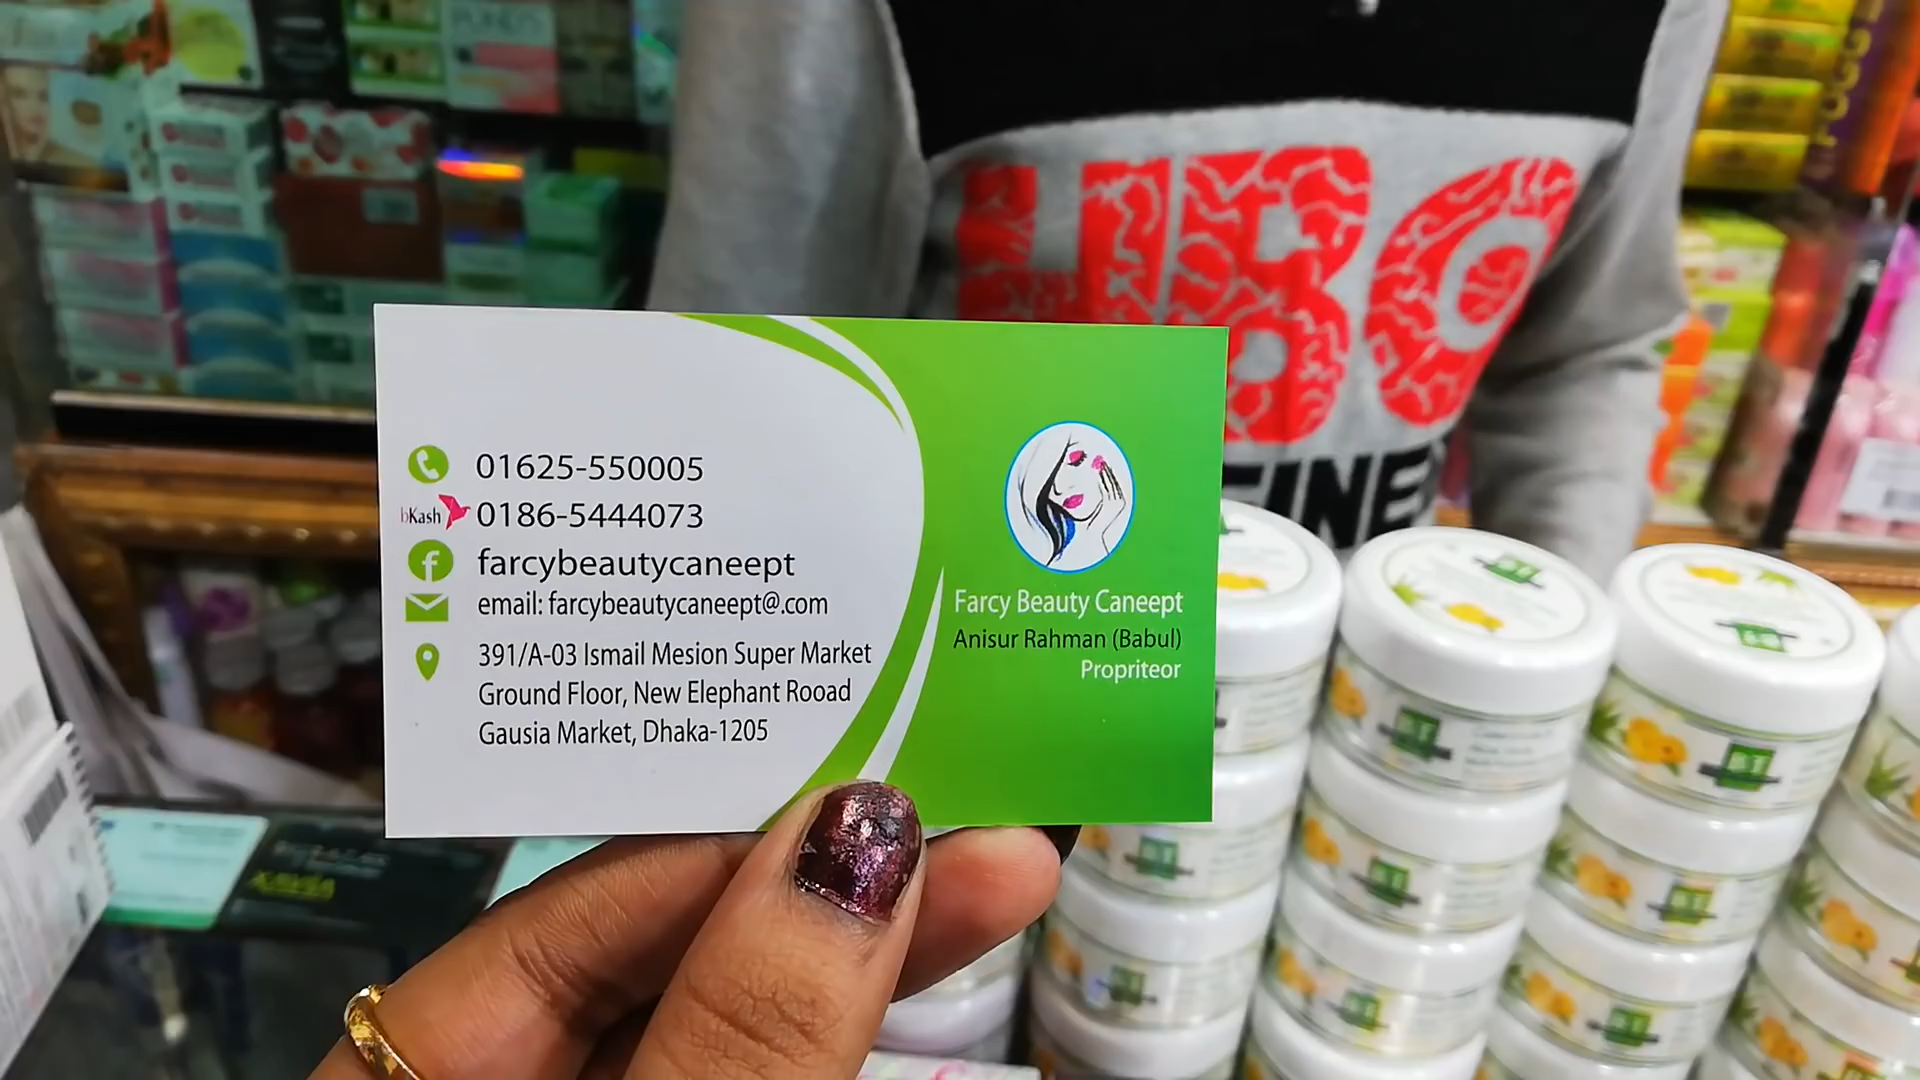 01625-550005
bKash 0186-5444073
farcybeautycaneept
email: farcybeautycaneept@.com
391/A-03 Ismail Mesion Super Market
Ground Floor, New Elephant Rooad
Gausia Market, Dhaka-1205
Farcy Beauty Caneept
Anisur Rahman (Babul)
Propriteor